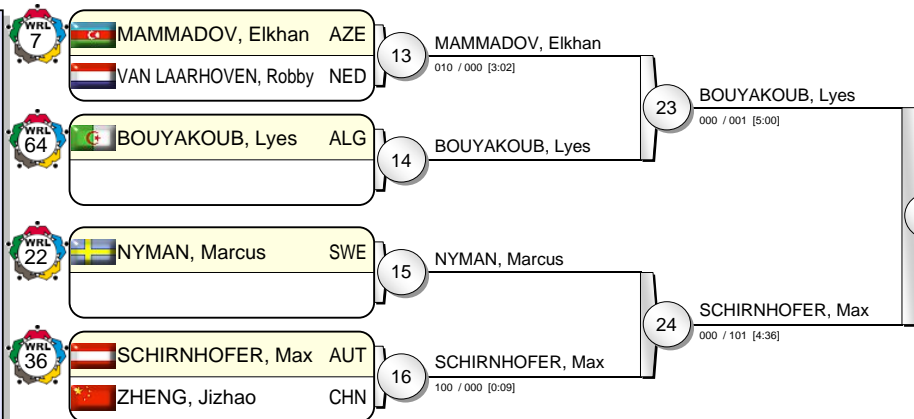 WRL 7
MAMMADOV, Elkhan AZE
VAN LAARHOVEN, Robby NED
13
MAMMADOV, Elkhan
010 / 000 [3:02]
WRL 64
BOUYAKOUB, Lyes ALG
14
BOUYAKOUB, Lyes
23
BOUYAKOUB, Lyes
000 / 001 [5:00]
WRL 22
NYMAN, Marcus SWE
15
NYMAN, Marcus
WRL 36
SCHIRNHOFER, Max AUT
ZHENG, Jizhao CHN
16
SCHIRNHOFER, Max
100 / 000 [0:09]
24
SCHIRNHOFER, Max
000 / 101 [4:36]